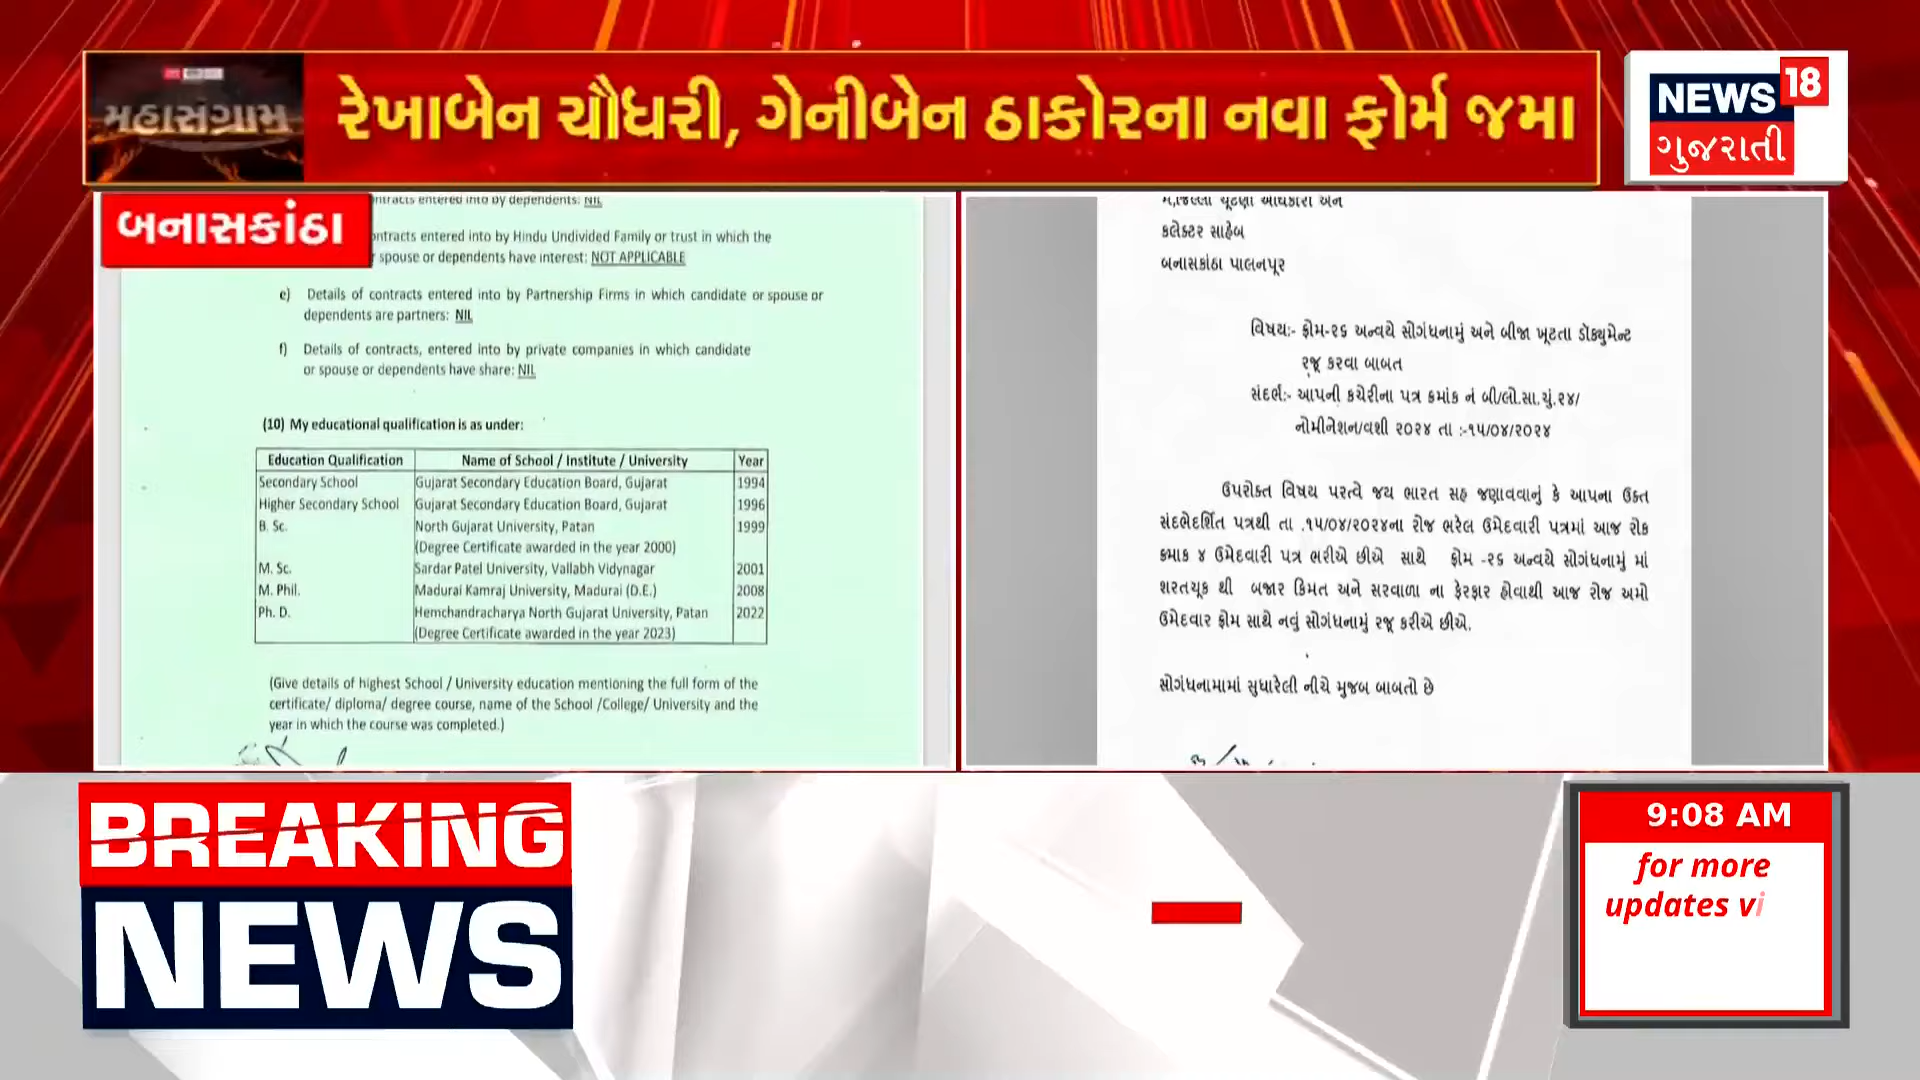 મહાસંગ્રામ
રેખાબેન ચૌધરી, ગેનીબેન ઠાકોરના નવા ફોર્મ જમા
NEWS 18
ગુજરાતી
બનાસકાંઠા
contracts entered into by dependents: NIL
contracts entered into by Hindu Undivided Family or trust in which the
spouse or dependents have interest: NOT APPLICABLE
e) Details of contracts entered into by Partnership Firms in which candidate or spouse or
dependents are partners: NIL
f) Details of contracts, entered into by private companies in which candidate
or spouse or dependents have share: NIL
(10) My educational qualification is as under:
Education Qualification Name of School / Institute / University Year
Secondary School Gujarat Secondary Education Board, Gujarat 1994
Higher Secondary School Gujarat Secondary Education Board, Gujarat 1996
B. Sc. North Gujarat University, Patan 1999
(Degree Certificate awarded in the year 2000)
M. Sc. Sardar Patel University, Vallabh Vidynagar 2001
M. Phil. Madurai Kamraj University, Madurai (D.E.) 2008
Ph. D. Hemchandracharya North Gujarat University, Patan 2022
(Degree Certificate awarded in the year 2023)
(Give details of highest School / University education mentioning the full form of the
certificate/ diploma/ degree course, name of the School /College/ University and the
year in which the course was completed.)
કલેક્ટર સાહેબ
બનાસકાંઠા પાલનપૂર
વિષય:- ફોમ-૨૬ અન્વયે સોગંધનામું અને બીજા ખૂટતા ડૉક્યુમેન્ટ
રજૂ કરવા બાબત
સંદર્ભ:- આપની કચેરીના પત્ર ક્રમાંક નં બી/લો.સા.ચું.૨૪/
નોમીનેશન/વશી ૨૦૨૪ તા :-૧૫/૦૪/૨૦૨૪
ઉપરોક્ત વિષય પરત્વે જય ભારત સહ જણાવવાનું કે આપના ઉક્ત
સંદભેદર્શિત પત્રથી તા .૧૫/૦૪/૨૦૨૪ના રોજ ભરેલ ઉમેદવારી પત્રમાં આજ રોક
ક્માક ૪ ઉમેદવારી પત્ર ભરીએ છીએ સાથે ફોમ -૨૬ અન્વયે સોગંધનામું માં
શરતચૂક થી બજાર કિમત અને સરવાળા ના ફેરફાર હોવાથી આજ રોજ અમો
ઉમેદવાર ફોમ સાથે નવું સોગંધનામું રજૂ કરીએ છીએ.
સોગંધનામામાં સુધારેલી નીચે મુજબ બાબતો છે
BREAKING
NEWS
9:08 AM
for more
updates vi